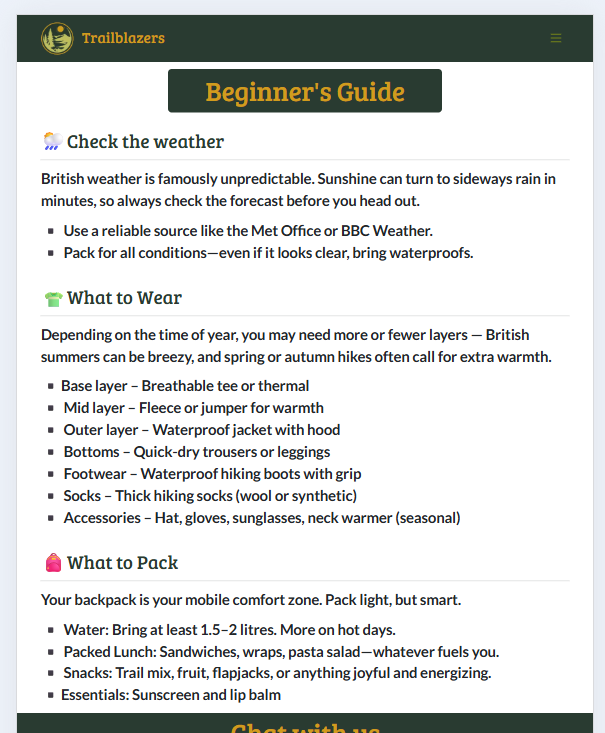 Trailblazers
Beginner's Guide
Check the weather
British weather is famously unpredictable. Sunshine can turn to sideways rain in
minutes, so always check the forecast before you head out.
Use a reliable source like the Met Office or BBC Weather.
Pack for all conditions—even if it looks clear, bring waterproofs.
What to Wear
Depending on the time of year, you may need more or fewer layers — British
summers can be breezy, and spring or autumn hikes often call for extra warmth.
Base layer – Breathable tee or thermal
Mid layer – Fleece or jumper for warmth
Outer layer – Waterproof jacket with hood
Bottoms – Quick-dry trousers or leggings
Footwear – Waterproof hiking boots with grip
Socks – Thick hiking socks (wool or synthetic)
Accessories – Hat, gloves, sunglasses, neck warmer (seasonal)
What to Pack
Your backpack is your mobile comfort zone. Pack light, but smart.
Water: Bring at least 1.5–2 litres. More on hot days.
Packed Lunch: Sandwiches, wraps, pasta salad—whatever fuels you.
Snacks: Trail mix, fruit, flapjacks, or anything joyful and energizing.
Essentials: Sunscreen and lip balm
Chat with us